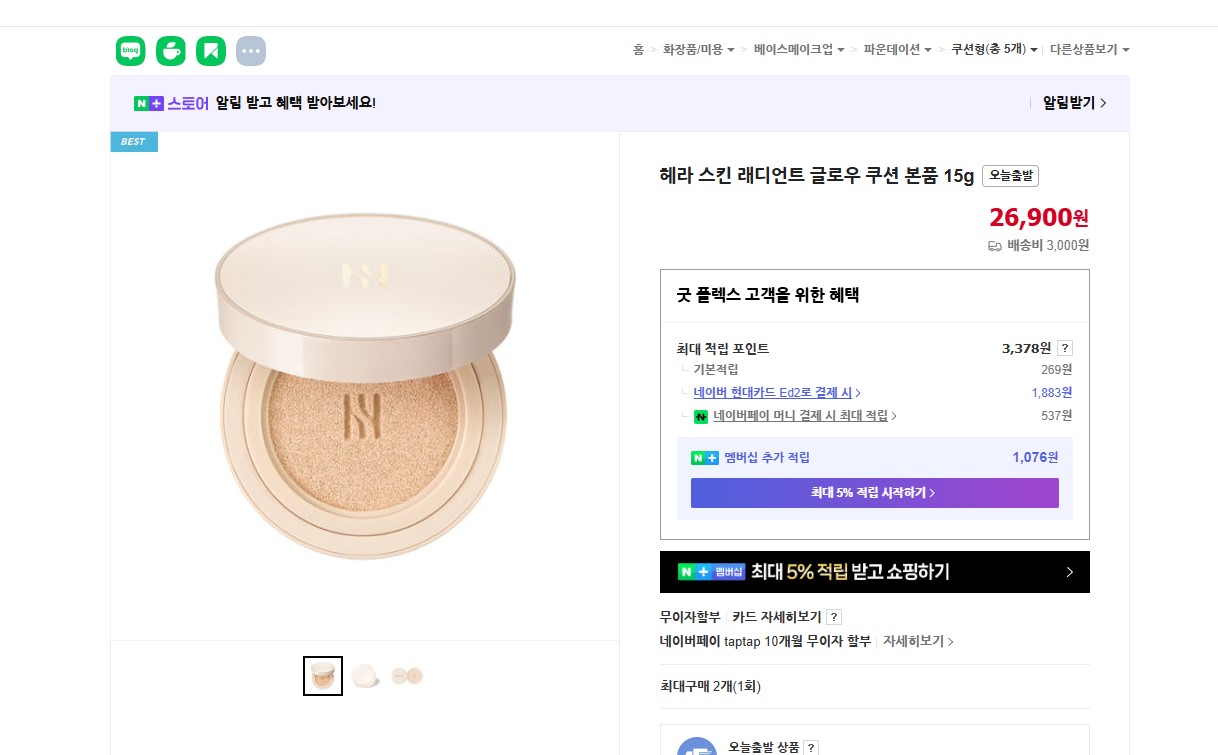 blog
홈 > 화장품/미용 > 베이스메이크업 > 파운데이션 > 쿠션형(총 5개) 다른상품보기
N+ 스토어 알림 받고 혜택 받아보세요!
알림받기 >
BEST
헤라 스킨 래디언트 글로우 쿠션 본품 15g 오늘출발
26,900원
배송비 3,000원
굿 플렉스 고객을 위한 혜택
최대 적립 포인트 3,378원 ?
기본적립 269원
네이버 현대카드 Ed2로 결제 시 > 1,883원
네이버페이 머니 결제 시 최대 적립 > 537원
N+ 멤버십 추가 적립 1,076원
최대 5% 적립 시작하기 >
N+ 멤버십 최대 5% 적립 받고 쇼핑하기 >
무이자할부 카드 자세히보기 ?
네이버페이 taptap 10개월 무이자 할부 자세히보기 >
최대구매 2개(1회)
오늘출발 상품 ?